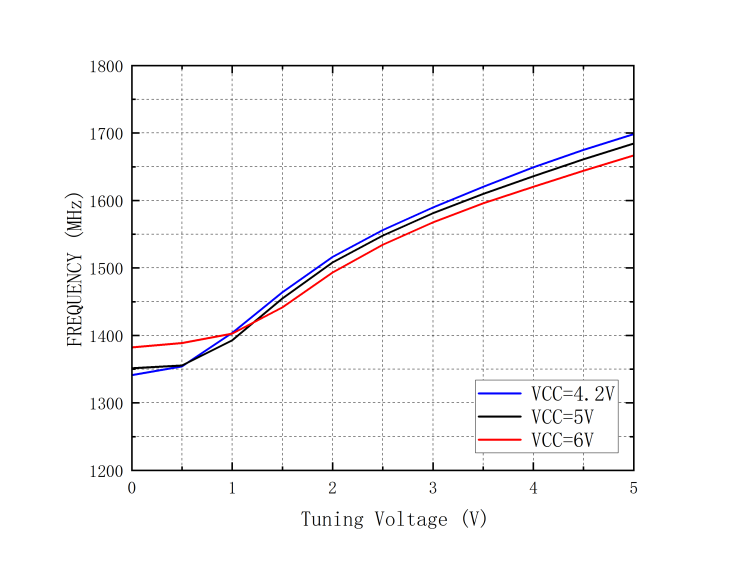 1800
1700
1600
1500
1400
1300
1200
FREQUENCY (MHz)
VCC=4.2V
VCC=5V
VCC=6V
0 1 2 3 4 5
Tuning Voltage (V)